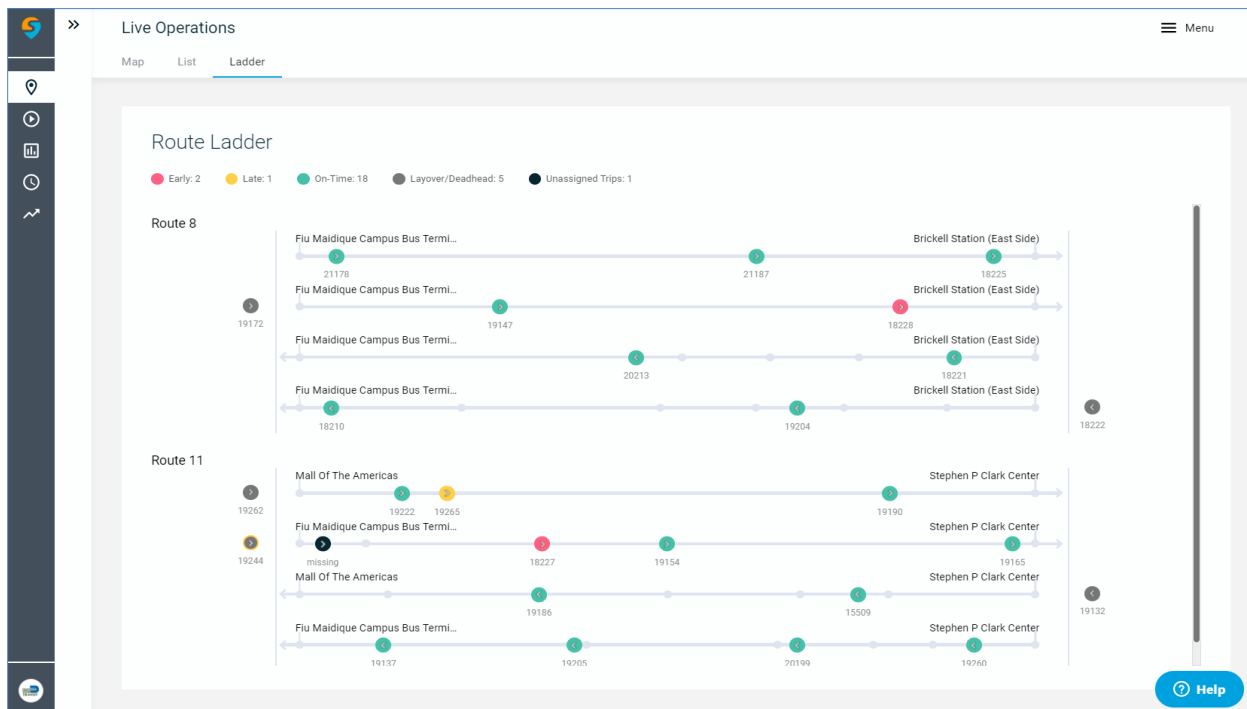 Live Operations
Menu
Map List Ladder
Route Ladder
Early: 2 Late: 1 On-Time: 18 Layover/Deadhead: 5 Unassigned Trips: 1
Route 8
Fiu Maidique Campus Bus Termi... Brickell Station (East Side)
21178 21187 18225
Fiu Maidique Campus Bus Termi... Brickell Station (East Side)
19172 19147 18228
Fiu Maidique Campus Bus Termi... Brickell Station (East Side)
20213 18221
Fiu Maidique Campus Bus Termi... Brickell Station (East Side)
18210 19204 18222
Route 11
Mall Of The Americas Stephen P Clark Center
19262 19222 19265 19190
Fiu Maidique Campus Bus Termi... Stephen P Clark Center
19244 missing 18227 19154 19165
Mall Of The Americas Stephen P Clark Center
19186 15509 19132
Fiu Maidique Campus Bus Termi... Stephen P Clark Center
19137 19205 20199 19260
Help